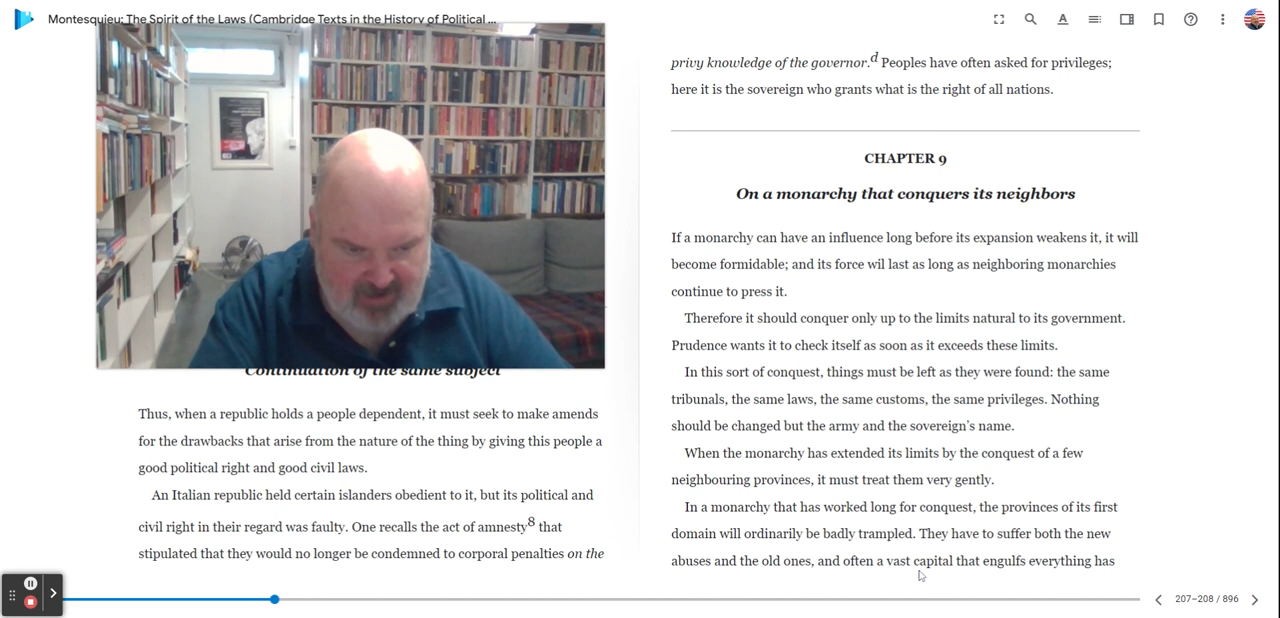 Montesquieu: The Spirit of the Laws (Cambridge Texts in the History of Political ...
Continuation of the same subject
Thus, when a republic holds a people dependent, it must seek to make amends
for the drawbacks that arise from the nature of the thing by giving this people a
good political right and good civil laws.
An Italian republic held certain islanders obedient to it, but its political and
civil right in their regard was faulty. One recalls the act of amnesty8 that
stipulated that they would no longer be condemned to corporal penalties on the
privy knowledge of the governor.d Peoples have often asked for privileges;
here it is the sovereign who grants what is the right of all nations.
CHAPTER 9
On a monarchy that conquers its neighbors
If a monarchy can have an influence long before its expansion weakens it, it will
become formidable; and its force wil last as long as neighboring monarchies
continue to press it.
Therefore it should conquer only up to the limits natural to its government.
Prudence wants it to check itself as soon as it exceeds these limits.
In this sort of conquest, things must be left as they were found: the same
tribunals, the same laws, the same customs, the same privileges. Nothing
should be changed but the army and the sovereign's name.
When the monarchy has extended its limits by the conquest of a few
neighbouring provinces, it must treat them very gently.
In a monarchy that has worked long for conquest, the provinces of its first
domain will ordinarily be badly trampled. They have to suffer both the new
abuses and the old ones, and often a vast capital that engulfs everything has
207–208 / 896